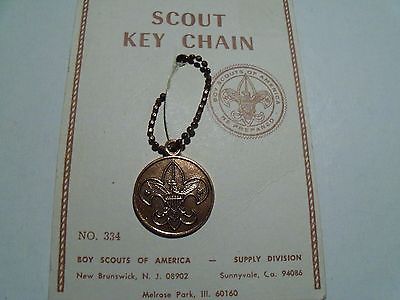 SCOUT
KEY CHAIN
BOY SCOUTS OF AMERICA
BE PREPARED
NO. 334
BOY SCOUTS OF AMERICA — SUPPLY DIVISION
New Brunswick, N. J. 08902 Sunnyvale, Ca. 94086
Melrose Park, Ill. 60160